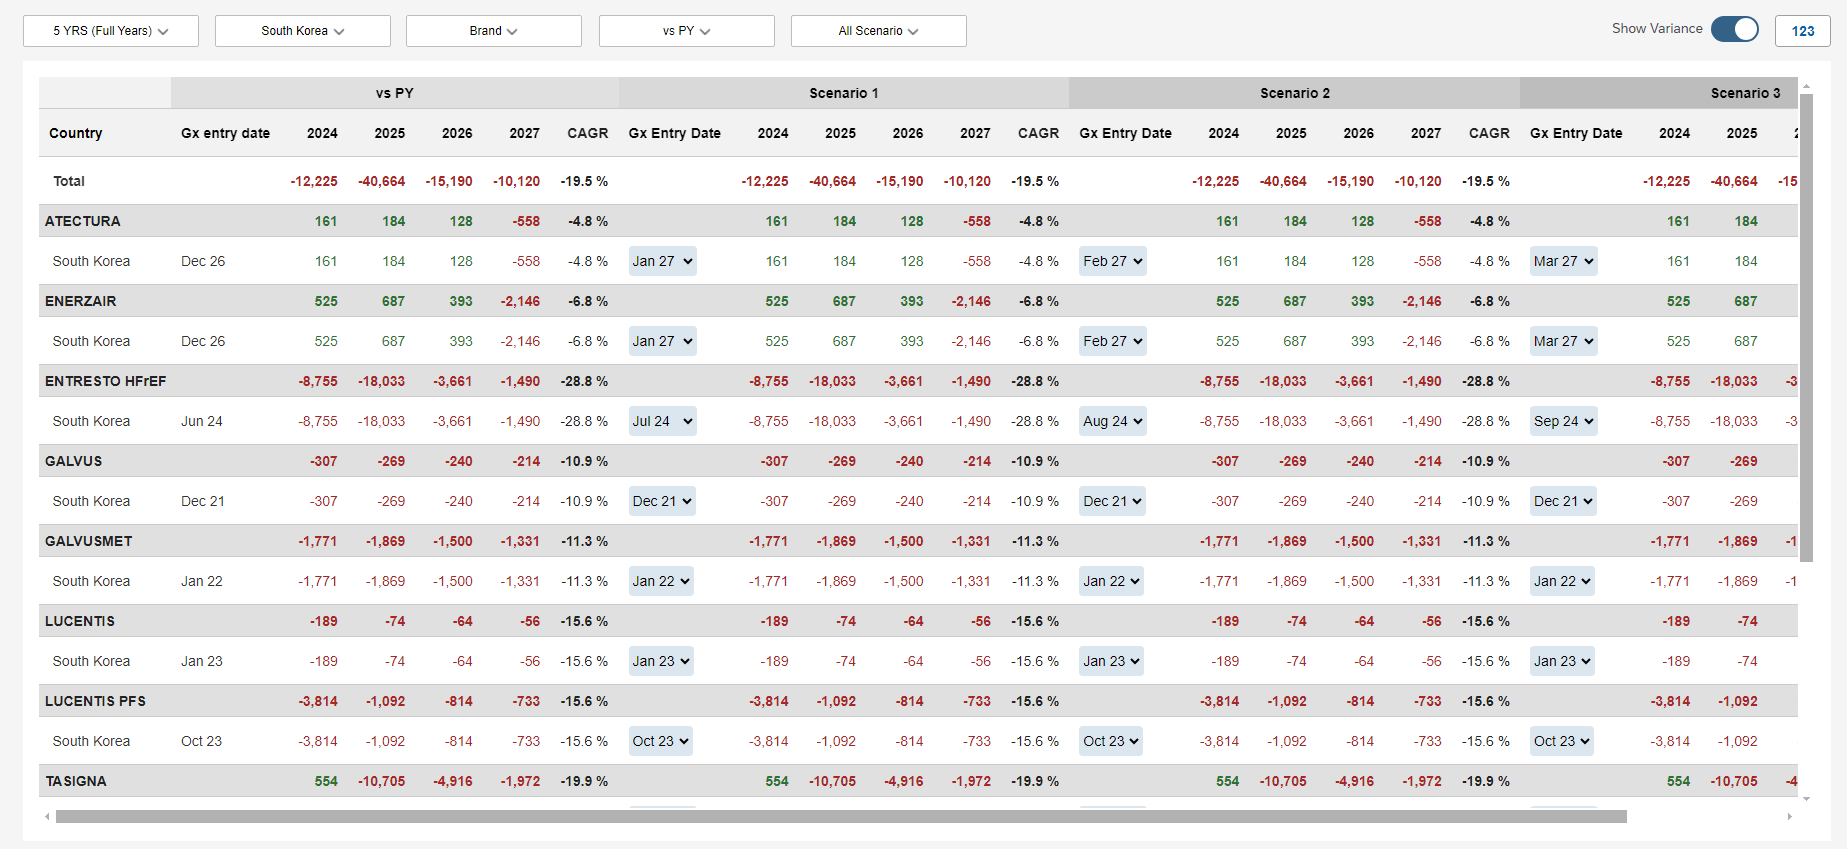 5 YRS (Full Years) South Korea Brand vs PY All Scenario Show Variance 123
vs PY Scenario 1 Scenario 2 Scenario 3
Country Gx entry date 2024 2025 2026 2027 CAGR Gx Entry Date 2024 2025 2026 2027 CAGR Gx Entry Date 2024 2025 2026 2027 CAGR Gx Entry Date 2024 2025
Total -12,225 -40,664 -15,190 -10,120 -19.5 % -12,225 -40,664 -15,190 -10,120 -19.5 % -12,225 -40,664 -15,190 -10,120 -19.5 % -12,225 -40,664 -15
ATECTURA 161 184 128 -558 -4.8 % 161 184 128 -558 -4.8 % 161 184 128 -558 -4.8 % 161 184
South Korea Dec 26 161 184 128 -558 -4.8 % Jan 27 161 184 128 -558 -4.8 % Feb 27 161 184 128 -558 -4.8 % Mar 27 161 184
ENERZAIR 525 687 393 -2,146 -6.8 % 525 687 393 -2,146 -6.8 % 525 687 393 -2,146 -6.8 % 525 687
South Korea Dec 26 525 687 393 -2,146 -6.8 % Jan 27 525 687 393 -2,146 -6.8 % Feb 27 525 687 393 -2,146 -6.8 % Mar 27 525 687
ENTRESTO HFrEF -8,755 -18,033 -3,661 -1,490 -28.8 % -8,755 -18,033 -3,661 -1,490 -28.8 % -8,755 -18,033 -3,661 -1,490 -28.8 % -8,755 -18,033 -3
South Korea Jun 24 -8,755 -18,033 -3,661 -1,490 -28.8 % Jul 24 -8,755 -18,033 -3,661 -1,490 -28.8 % Aug 24 -8,755 -18,033 -3,661 -1,490 -28.8 % Sep 24 -8,755 -18,033 -3
GALVUS -307 -269 -240 -214 -10.9 % -307 -269 -240 -214 -10.9 % -307 -269 -240 -214 -10.9 % -307 -269
South Korea Dec 21 -307 -269 -240 -214 -10.9 % Dec 21 -307 -269 -240 -214 -10.9 % Dec 21 -307 -269 -240 -214 -10.9 % Dec 21 -307 -269
GALVUSMET -1,771 -1,869 -1,500 -1,331 -11.3 % -1,771 -1,869 -1,500 -1,331 -11.3 % -1,771 -1,869 -1,500 -1,331 -11.3 % -1,771 -1,869 -1
South Korea Jan 22 -1,771 -1,869 -1,500 -1,331 -11.3 % Jan 22 -1,771 -1,869 -1,500 -1,331 -11.3 % Jan 22 -1,771 -1,869 -1,500 -1,331 -11.3 % Jan 22 -1,771 -1,869 -1
LUCENTIS -189 -74 -64 -56 -15.6 % -189 -74 -64 -56 -15.6 % -189 -74 -64 -56 -15.6 % -189 -74
South Korea Jan 23 -189 -74 -64 -56 -15.6 % Jan 23 -189 -74 -64 -56 -15.6 % Jan 23 -189 -74 -64 -56 -15.6 % Jan 23 -189 -74
LUCENTIS PFS -3,814 -1,092 -814 -733 -15.6 % -3,814 -1,092 -814 -733 -15.6 % -3,814 -1,092 -814 -733 -15.6 % -3,814 -1,092
South Korea Oct 23 -3,814 -1,092 -814 -733 -15.6 % Oct 23 -3,814 -1,092 -814 -733 -15.6 % Oct 23 -3,814 -1,092 -814 -733 -15.6 % Oct 23 -3,814 -1,092
TASIGNA 554 -10,705 -4,916 -1,972 -19.9 % 554 -10,705 -4,916 -1,972 -19.9 % 554 -10,705 -4,916 -1,972 -19.9 % 554 -10,705 -4